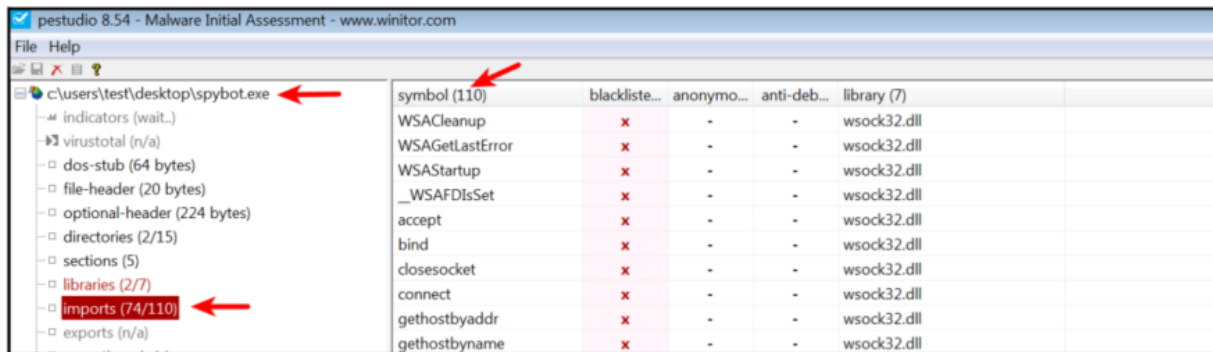 pestudio 8.54 - Malware Initial Assessment - www.winitor.com
File Help
c:\users\test\desktop\spybot.exe
indicators (wait..)
virustotal (n/a)
dos-stub (64 bytes)
file-header (20 bytes)
optional-header (224 bytes)
directories (2/15)
sections (5)
libraries (2/7)
imports (74/110)
exports (n/a)
symbol (110) blackliste... anonymo... anti-deb... library (7)
WSACleanup x - - wsock32.dll
WSAGetLastError x - - wsock32.dll
WSAStartup x - - wsock32.dll
__WSAFDIsSet x - - wsock32.dll
accept x - - wsock32.dll
bind x - - wsock32.dll
closesocket x - - wsock32.dll
connect x - - wsock32.dll
gethostbyaddr x - - wsock32.dll
gethostbyname x - - wsock32.dll